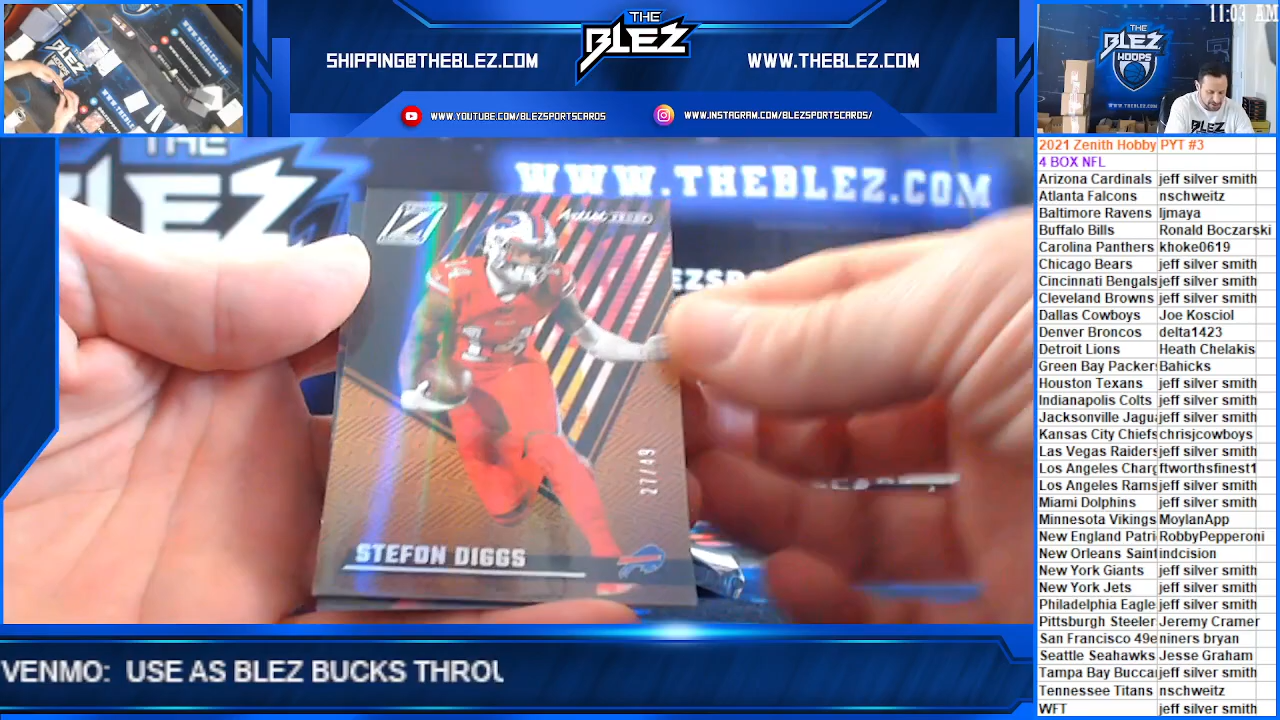 11:03 AM
THE
BLEZ
SHIPPING@THEBLEZ.COM
WWW.THEBLEZ.COM
WWW.YOUTUBE.COM/BLEZSPORTSCARDS
WWW.INSTAGRAM.COM/BLEZSPORTSCARDS/
THE
BLEZ
HOOPS
WWW.THEBLEZ.COM
BLEZ
THE
WWW.THEBLEZ.COM
Artist PROOF
14
27/49
STEFON DIGGS
2021 Zenith Hobby PYT #3
4 BOX NFL
Arizona Cardinals jeff silver smith
Atlanta Falcons nschweitz
Baltimore Ravens ljmaya
Buffalo Bills Ronald Boczarski
Carolina Panthers khoke0619
Chicago Bears jeff silver smith
Cincinnati Bengals jeff silver smith
Cleveland Browns jeff silver smith
Dallas Cowboys Joe Kosciol
Denver Broncos delta1423
Detroit Lions Heath Chelakis
Green Bay Packer Bahicks
Houston Texans jeff silver smith
Indianapolis Colts jeff silver smith
Jacksonville Jagu jeff silver smith
Kansas City Chiefs chrisjcowboys
Las Vegas Raiders jeff silver smith
Los Angeles Charg ftworthsfinest1
Los Angeles Rams jeff silver smith
Miami Dolphins jeff silver smith
Minnesota Vikings MoylanApp
New England Patri RobbyPepperoni
New Orleans Saint indcision
New York Giants jeff silver smith
New York Jets jeff silver smith
Philadelphia Eagle jeff silver smith
Pittsburgh Steeler Jeremy Cramer
San Francisco 49e niners bryan
Seattle Seahawks Jesse Graham
Tampa Bay Bucca jeff silver smith
Tennessee Titans nschweitz
WFT jeff silver smith
VENMO: USE AS BLEZ BUCKS THROU